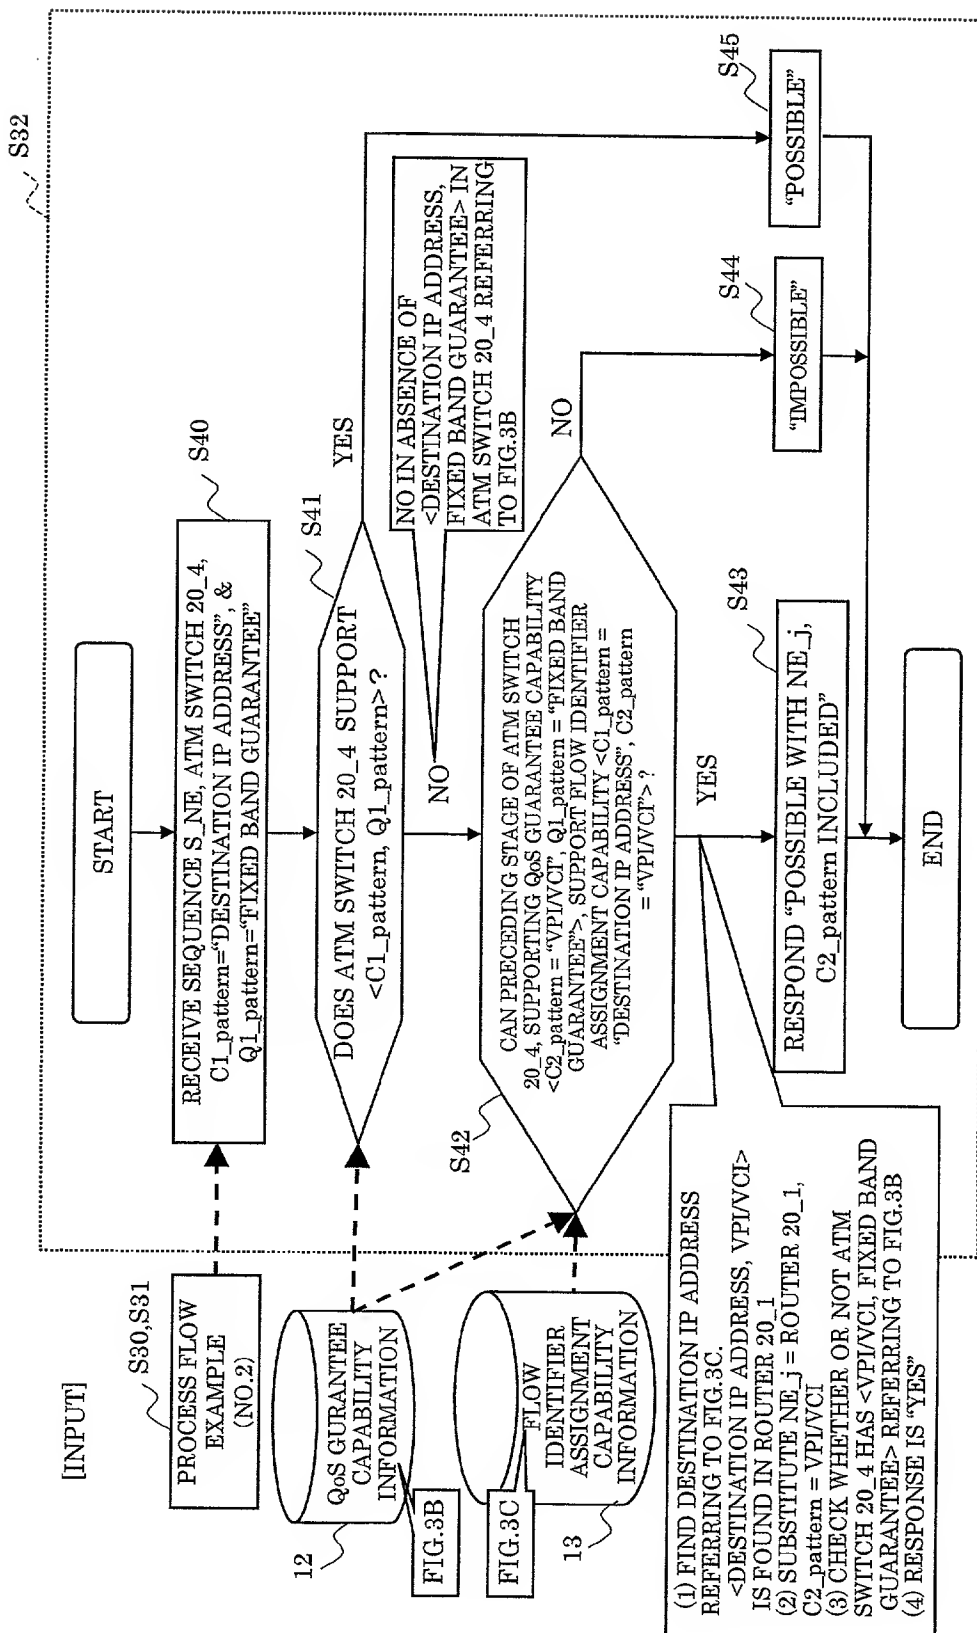 S32
[INPUT]
START
S30,S31
PROCESS FLOW
EXAMPLE
(NO.2)
S40
RECEIVE SEQUENCE S_NE, ATM SWITCH 20_4,
C1_pattern="DESTINATION IP ADDRESS", &
Q1_pattern="FIXED BAND GUARANTEE"
12
QoS GURANTEE
CAPABILITY
INFORMATION
FIG.3B
S41
DOES ATM SWITCH 20_4 SUPPORT
<C1_pattern, Q1_pattern>?
YES
NO
NO IN ABSENCE OF
<DESTINATION IP ADDRESS,
FIXED BAND GUARANTEE> IN
ATM SWITCH 20_4 REFERRING
TO FIG.3B
FIG.3C
FLOW
IDENTIFIER
ASSIGNMENT
CAPABILITY
INFORMATION
13
S42
CAN PRECEDING STAGE OF ATM SWITCH
20_4, SUPPORTING QoS GUARANTEE CAPABILITY
<C2_pattern = "VPI/VCI", Q1_pattern = "FIXED BAND
GUARANTEE">, SUPPORT FLOW IDENTIFIER
ASSIGNMENT CAPABILITY <C1_pattern =
"DESTINATION IP ADDRESS", C2_pattern
= "VPI/VCI">?
NO
YES
(1) FIND DESTINATION IP ADDRESS
REFERRING TO FIG.3C.
<DESTINATION IP ADDRESS, VPI/VCI>
IS FOUND IN ROUTER 20_1
(2) SUBSTITUTE NE_j = ROUTER 20_1,
C2_pattern = VPI/VCI
(3) CHECK WHETHER OR NOT ATM
SWITCH 20_4 HAS <VPI/VCI, FIXED BAND
GUARANTEE> REFERRING TO FIG.3B
(4) RESPONSE IS "YES"
S43
RESPOND "POSSIBLE WITH NE_j,
C2_pattern INCLUDED"
S44
"IMPOSSIBLE"
S45
"POSSIBLE"
END